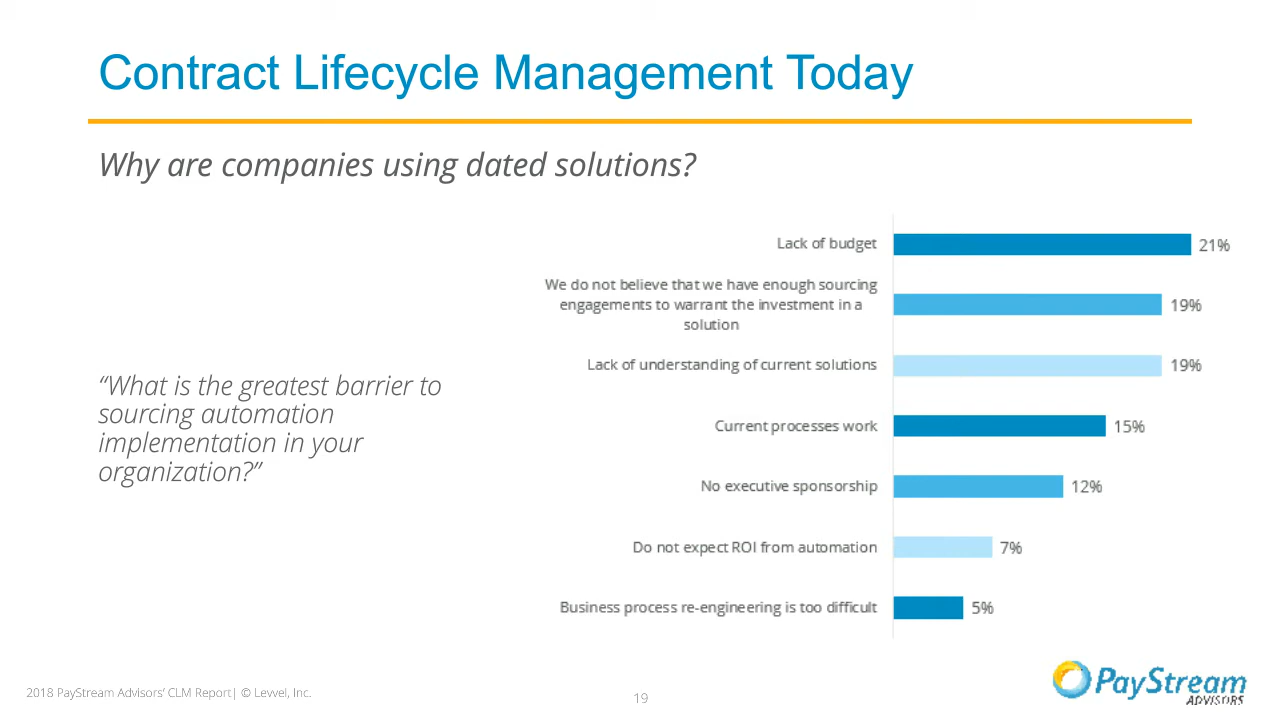 Contract Lifecycle Management Today
Why are companies using dated solutions?
“What is the greatest barrier to
sourcing automation
implementation in your
organization?”
Lack of budget
21%
We do not believe that we have enough sourcing
engagements to warrant the investment in a
solution
19%
Lack of understanding of current solutions
19%
Current processes work
15%
No executive sponsorship
12%
Do not expect ROI from automation
7%
Business process re-engineering is too difficult
5%
2018 PayStream Advisors’ CLM Report| © Levvel, Inc.
19
PayStream
ADVISORS